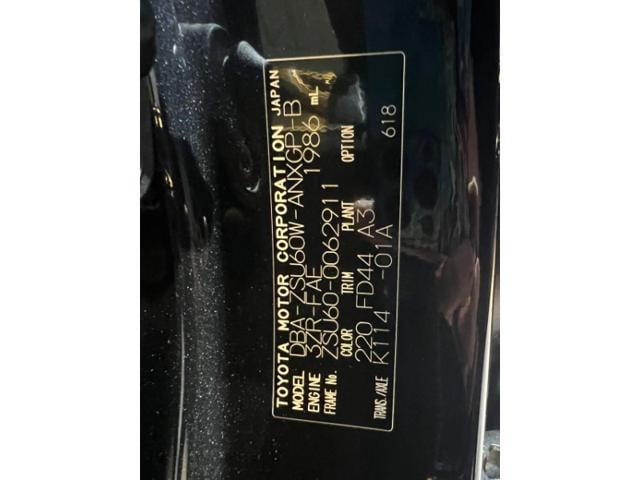 TOYOTA MOTOR CORPORATION JAPAN
MODEL DBA-ZSU60W-ANXGP-B
ENGINE 3ZR-FAE 1986 mL
FRAME No. ZSU60-0062911
COLOR TRIM PLANT OPTION
220 FD44 A31
TRANS./AXLE K114 -01A 618